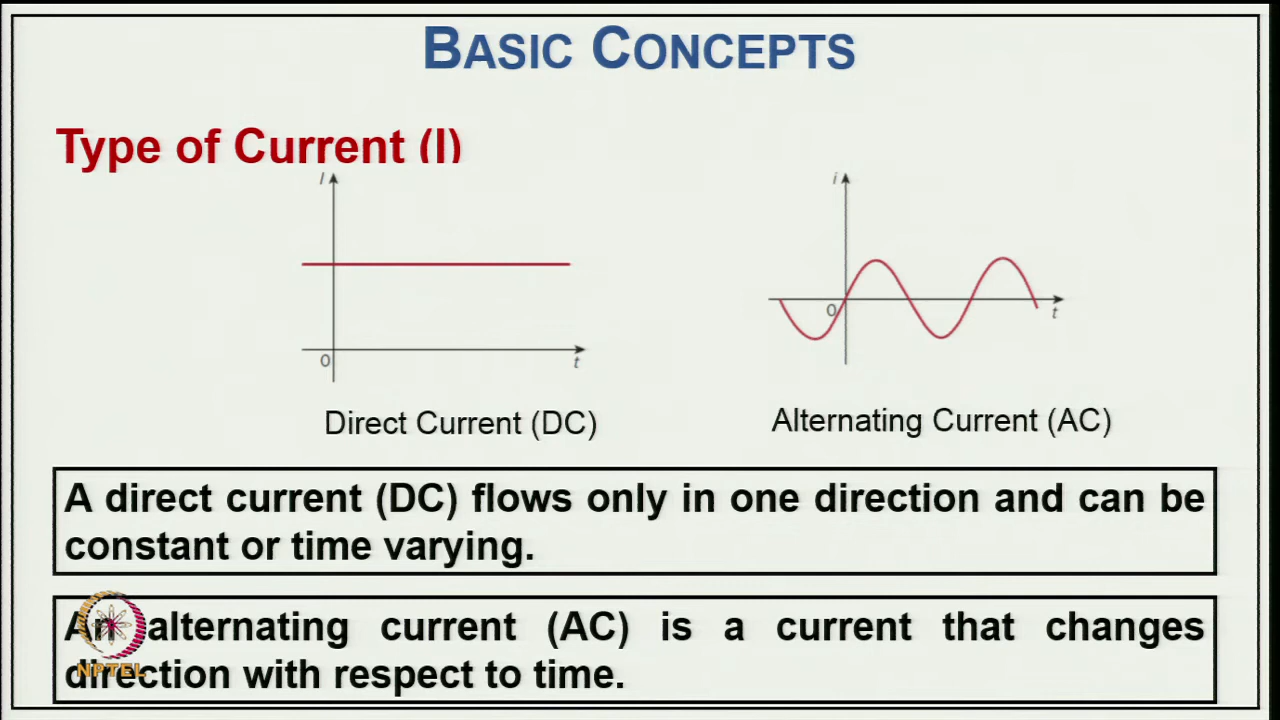 BASIC CONCEPTS
Type of Current (I)
I
0
t
i
0
t
Direct Current (DC)
Alternating Current (AC)
A direct current (DC) flows only in one direction and can be
constant or time varying.
An alternating current (AC) is a current that changes
direction with respect to time.
NPTEL